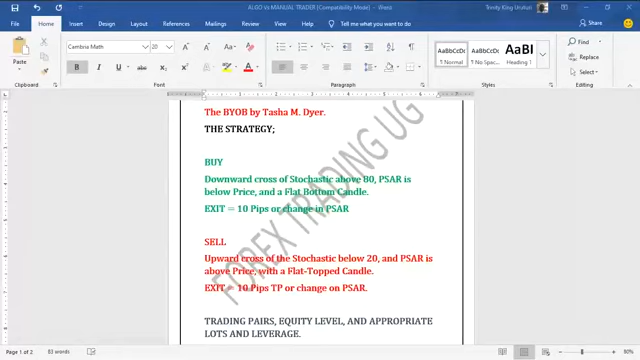 ALGO VS MANUAL TRADER [Compatibility Mode] - Word
File Home Insert Design Layout References Mailings Review View Help Tell me what you want to do
Paste
Cambria Math 20
Find
Replace
Select
AaBbCcDc AaBbCcDc AaBI
Normal No Spac... Heading 1
Clipboard Font Paragraph Styles Editing
The BYOB by Tasha M. Dyer.
THE STRATEGY;
BUY
Downward cross of Stochastic above 80, PSAR is
below Price, and a Flat Bottom Candle.
EXIT = 10 Pips or change in PSAR
SELL
Upward cross of the Stochastic below 20, and PSAR is
above Price, with a Flat-Topped Candle.
EXIT = 10 Pips TP or change on PSAR.
TRADING PAIRS, EQUITY LEVEL, AND APPROPRIATE
LOTS AND LEVERAGE.
FOREX TRADING UG
Page 1 of 2 83 words 80%